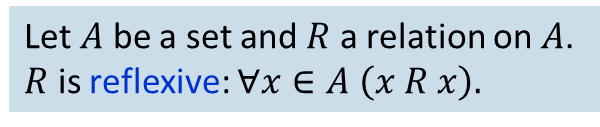 Let A be a set and R a relation on A.
R is reflexive: ∀x ∈ A (x R x).